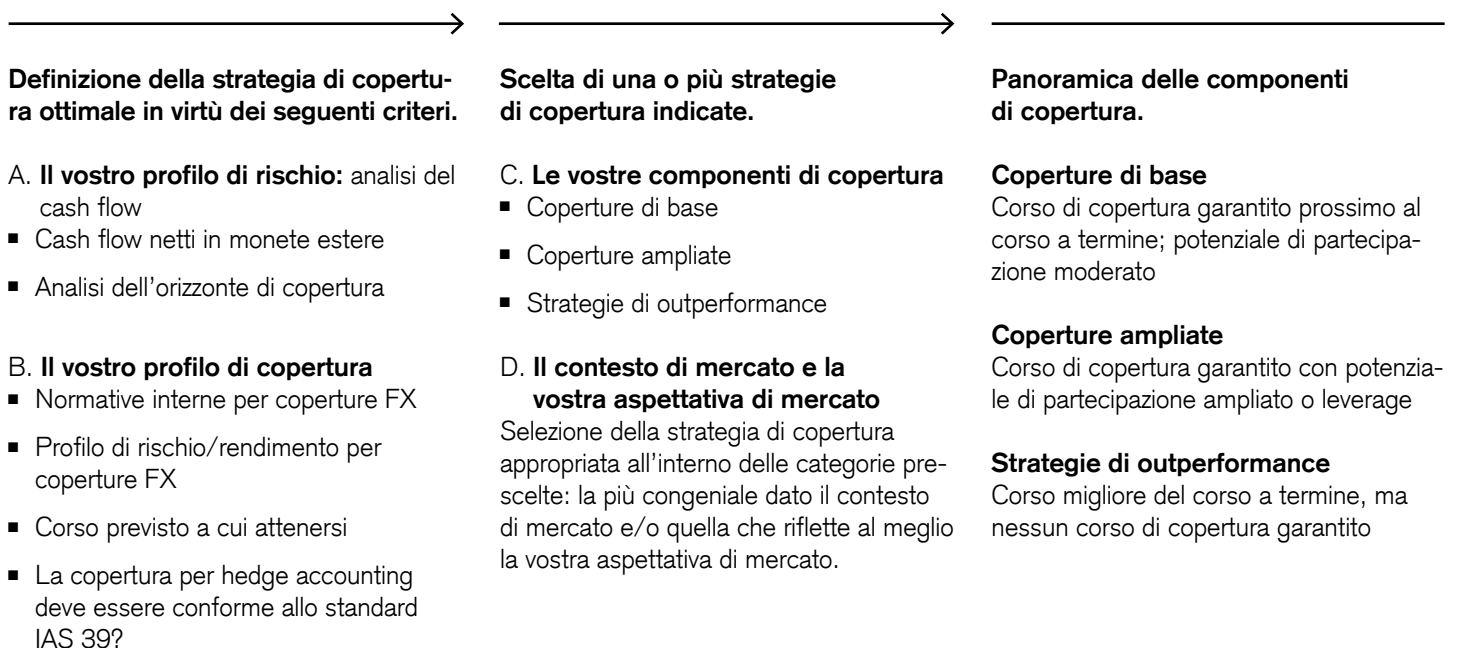 Definizione della strategia di copertu-
ra ottimale in virtù dei seguenti criteri.
A. Il vostro profilo di rischio: analisi del
cash flow
▪ Cash flow netti in monete estere
▪ Analisi dell’orizzonte di copertura
B. Il vostro profilo di copertura
▪ Normative interne per coperture FX
▪ Profilo di rischio/rendimento per
coperture FX
▪ Corso previsto a cui attenersi
▪ La copertura per hedge accounting
deve essere conforme allo standard
IAS 39?
Scelta di una o più strategie
di copertura indicate.
C. Le vostre componenti di copertura
▪ Coperture di base
▪ Coperture ampliate
▪ Strategie di outperformance
D. Il contesto di mercato e la
vostra aspettativa di mercato
Selezione della strategia di copertura
appropriata all’interno delle categorie pre-
scelte: la più congeniale dato il contesto
di mercato e/o quella che riflette al meglio
la vostra aspettativa di mercato.
Panoramica delle componenti
di copertura.
Coperture di base
Corso di copertura garantito prossimo al
corso a termine; potenziale di partecipa-
zione moderato
Coperture ampliate
Corso di copertura garantito con potenzia-
le di partecipazione ampliato o leverage
Strategie di outperformance
Corso migliore del corso a termine, ma
nessun corso di copertura garantito